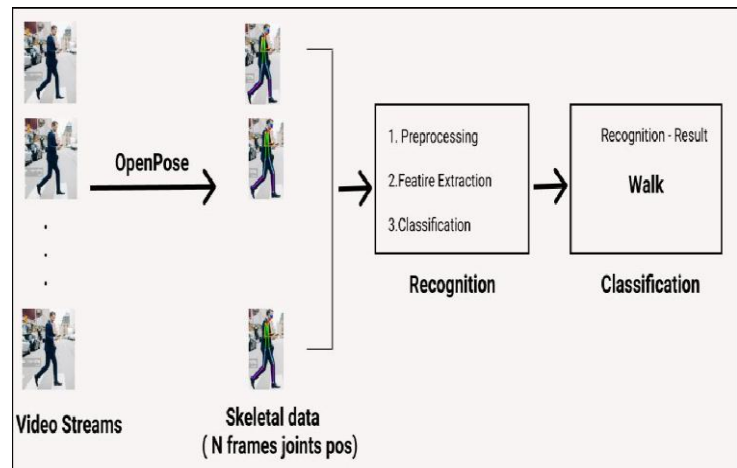 OpenPose
1. Preprocessing
2.Featire Extraction
3.Classification
Recognition - Result
Walk
Recognition
Classification
Video Streams
Skeletal data
( N frames joints pos)